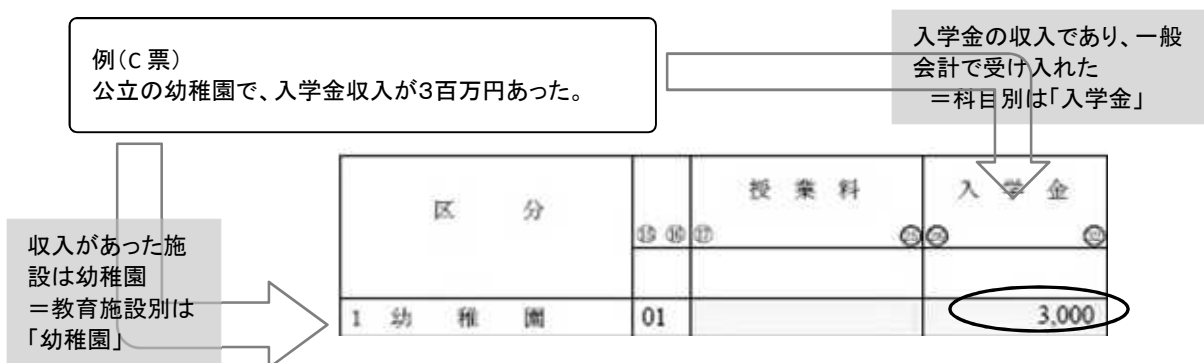 例(C 票)
公立の幼稚園で、入学金収入が３百万円あった。
入学金の収入であり、一般
会計で受け入れた
＝科目別は「入学金」
収入があった施
設は幼稚園
＝教育施設別は
「幼稚園」
区 分
授 業 料
入 学 金
⑮ ⑯ ⑰
1 幼 稚 園 01 3,000